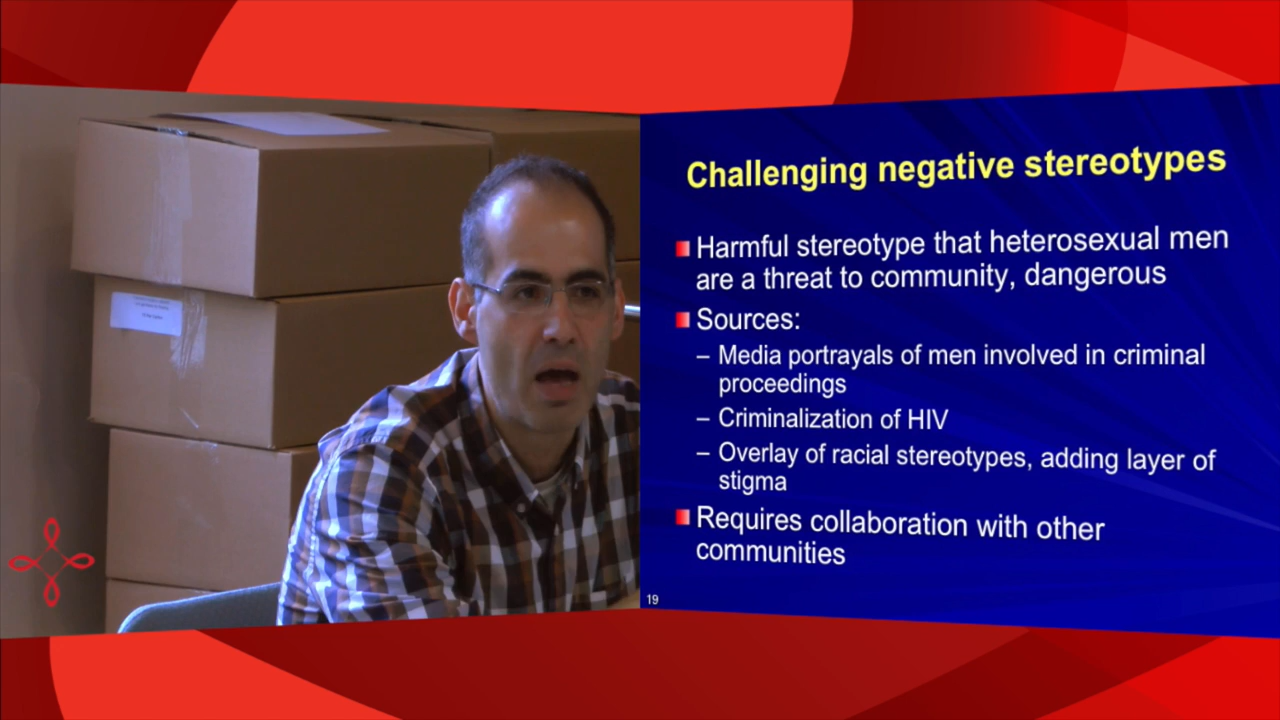 Challenging negative stereotypes
Harmful stereotype that heterosexual men
are a threat to community, dangerous
Sources:
– Media portrayals of men involved in criminal
proceedings
– Criminalization of HIV
– Overlay of racial stereotypes, adding layer of
stigma
Requires collaboration with other
communities
19